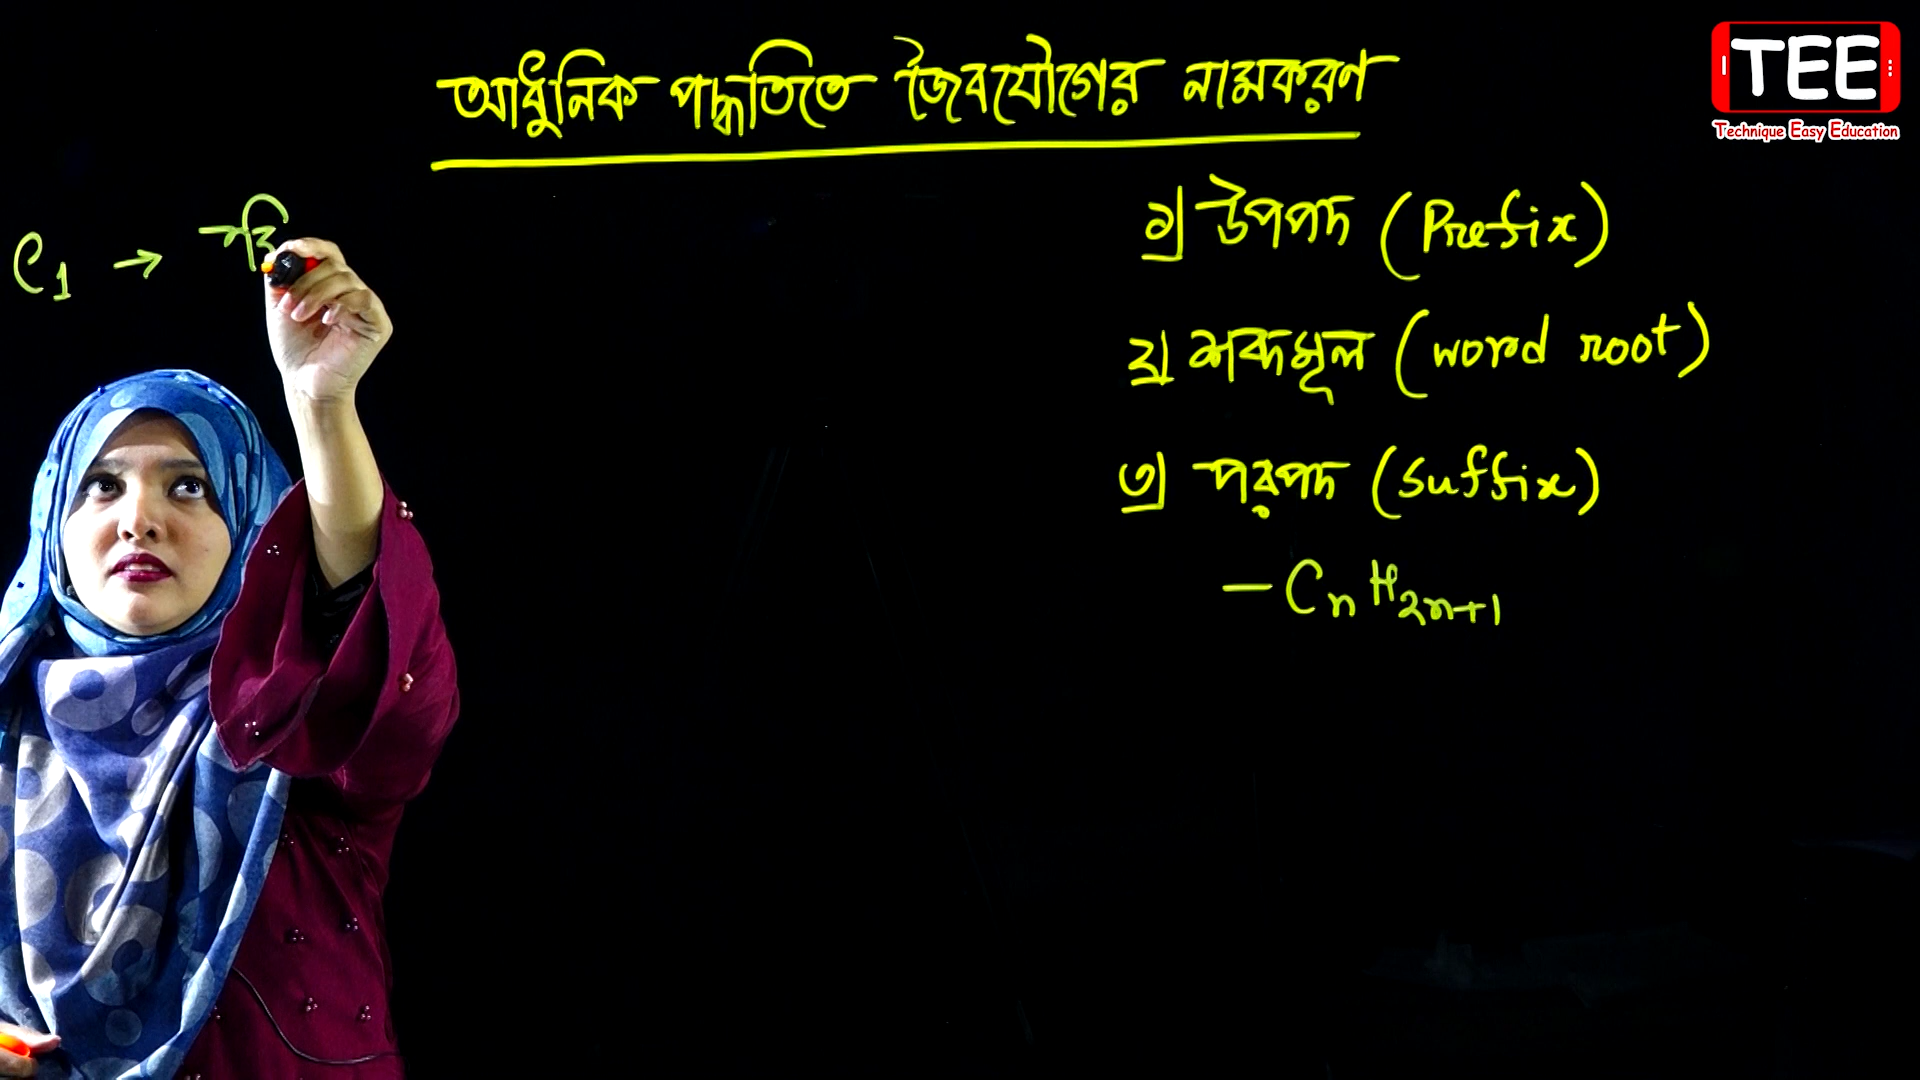 আধুনিক পদ্ধতিতে জৈবযৌগের নামকরণ
TEE
Technique Easy Education
C₁ →
১) উপপদ (Prefix)
২) শব্দমূল (word root)
৩) পরপদ (Suffix)
— CₙH₂ₙ₊₁